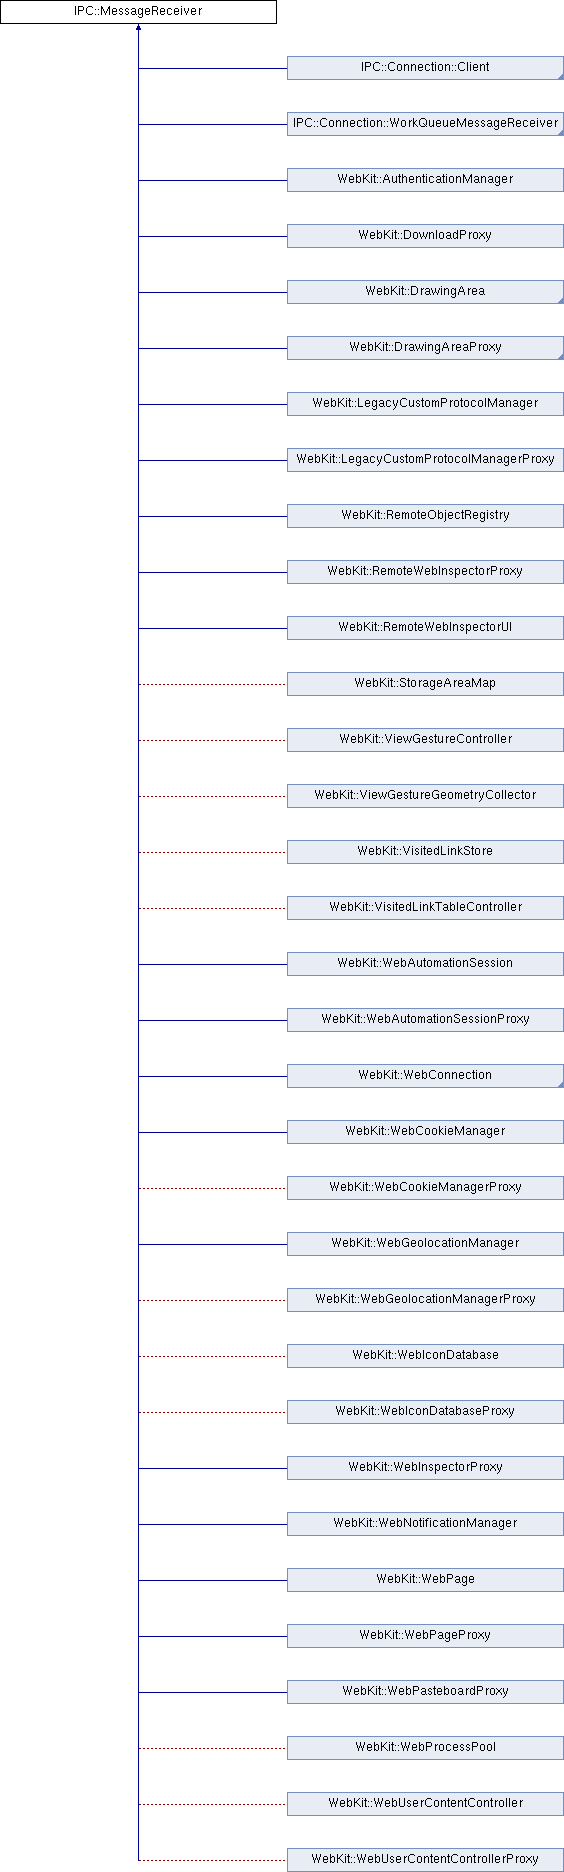 IPC::MessageReceiver
IPC::Connection::Client
IPC::Connection::WorkQueueMessageReceiver
WebKit::AuthenticationManager
WebKit::DownloadProxy
WebKit::DrawingArea
WebKit::DrawingAreaProxy
WebKit::LegacyCustomProtocolManager
WebKit::LegacyCustomProtocolManagerProxy
WebKit::RemoteObjectRegistry
WebKit::RemoteWebInspectorProxy
WebKit::RemoteWebInspectorUI
WebKit::StorageAreaMap
WebKit::ViewGestureController
WebKit::ViewGestureGeometryCollector
WebKit::VisitedLinkStore
WebKit::VisitedLinkTableController
WebKit::WebAutomationSession
WebKit::WebAutomationSessionProxy
WebKit::WebConnection
WebKit::WebCookieManager
WebKit::WebCookieManagerProxy
WebKit::WebGeolocationManager
WebKit::WebGeolocationManagerProxy
WebKit::WebIconDatabase
WebKit::WebIconDatabaseProxy
WebKit::WebInspectorProxy
WebKit::WebNotificationManager
WebKit::WebPage
WebKit::WebPageProxy
WebKit::WebPasteboardProxy
WebKit::WebProcessPool
WebKit::WebUserContentController
WebKit::WebUserContentControllerProxy